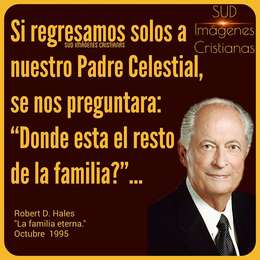 SUD
Imágenes
Cristianas
Si regresamos solos a
SUD IMÁGENES CRISTIANAS
nuestro Padre Celestial,
se nos preguntara:
“Donde esta el resto
de la familia?”...
Robert D. Hales
"La familia eterna."
Octubre 1995